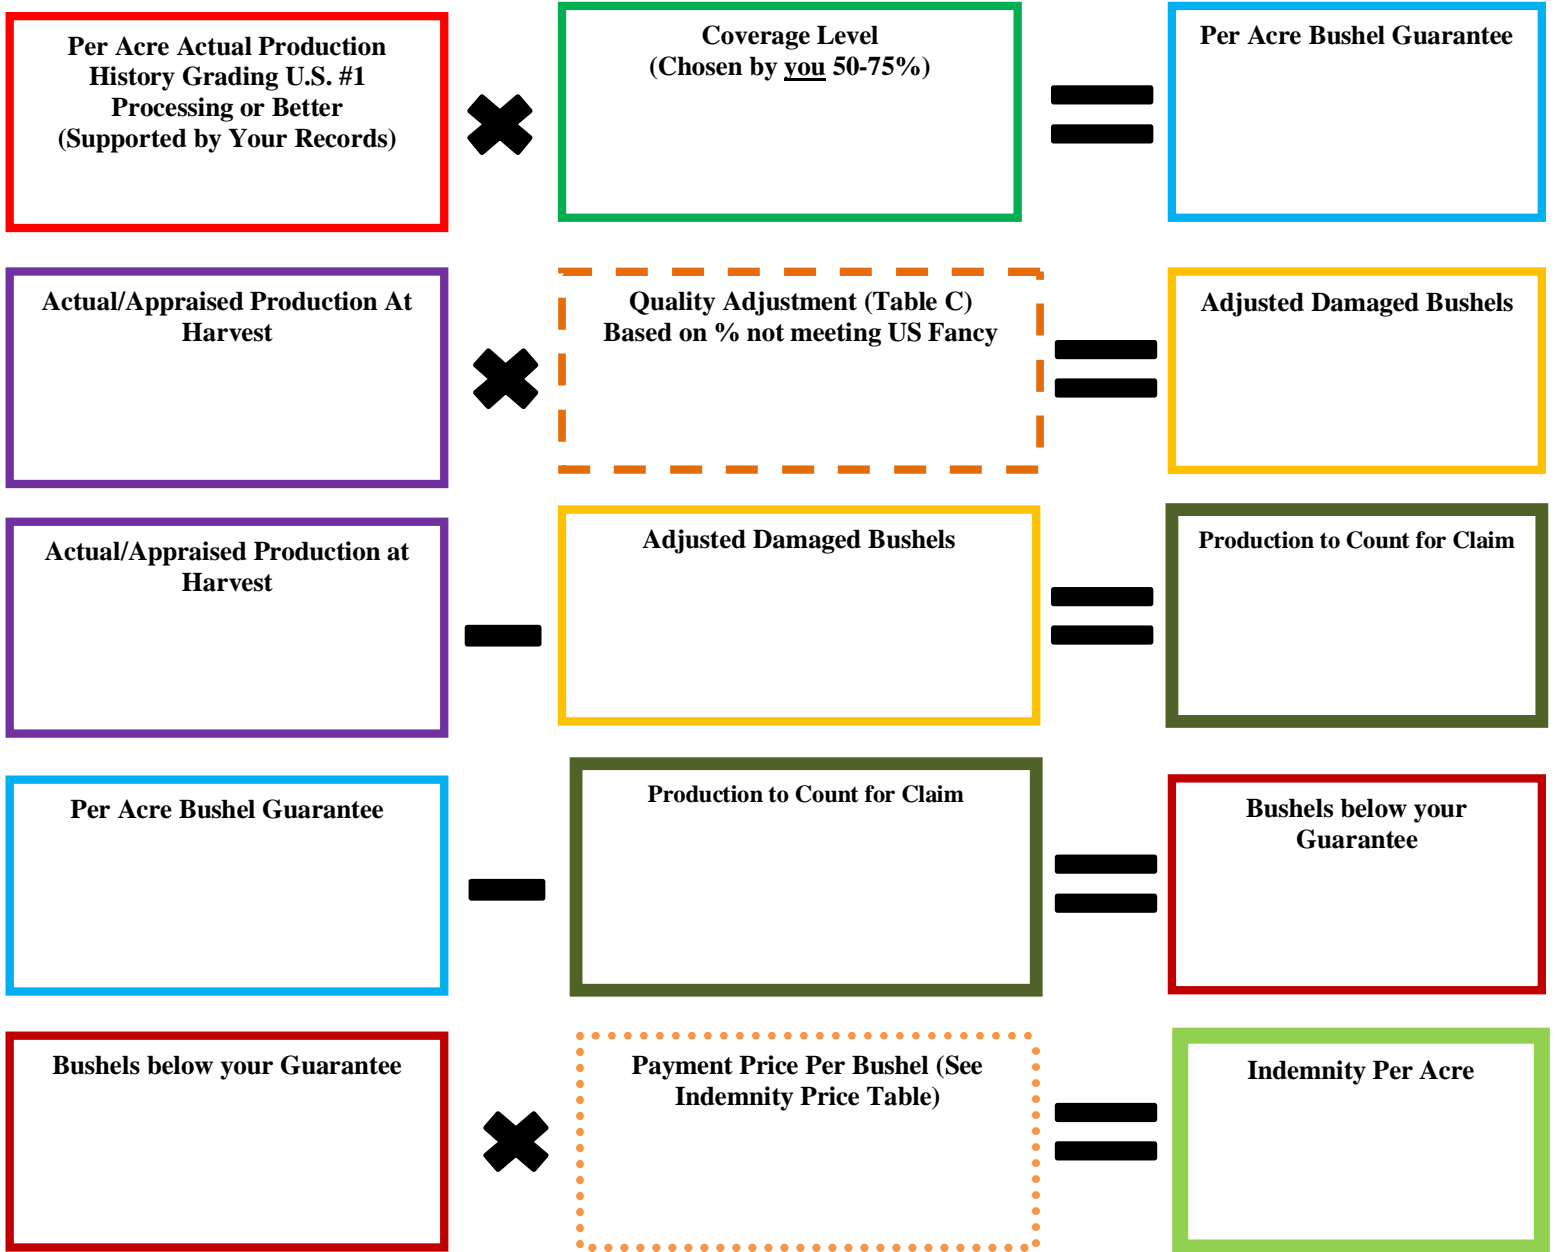 Per Acre Actual Production
History Grading U.S. #1
Processing or Better
(Supported by Your Records)
Coverage Level
(Chosen by you 50-75%)
Per Acre Bushel Guarantee
Actual/Appraised Production At
Harvest
Quality Adjustment (Table C)
Based on % not meeting US Fancy
Adjusted Damaged Bushels
Actual/Appraised Production at
Harvest
Adjusted Damaged Bushels
Production to Count for Claim
Per Acre Bushel Guarantee
Production to Count for Claim
Bushels below your
Guarantee
Bushels below your Guarantee
Payment Price Per Bushel (See
Indemnity Price Table)
Indemnity Per Acre